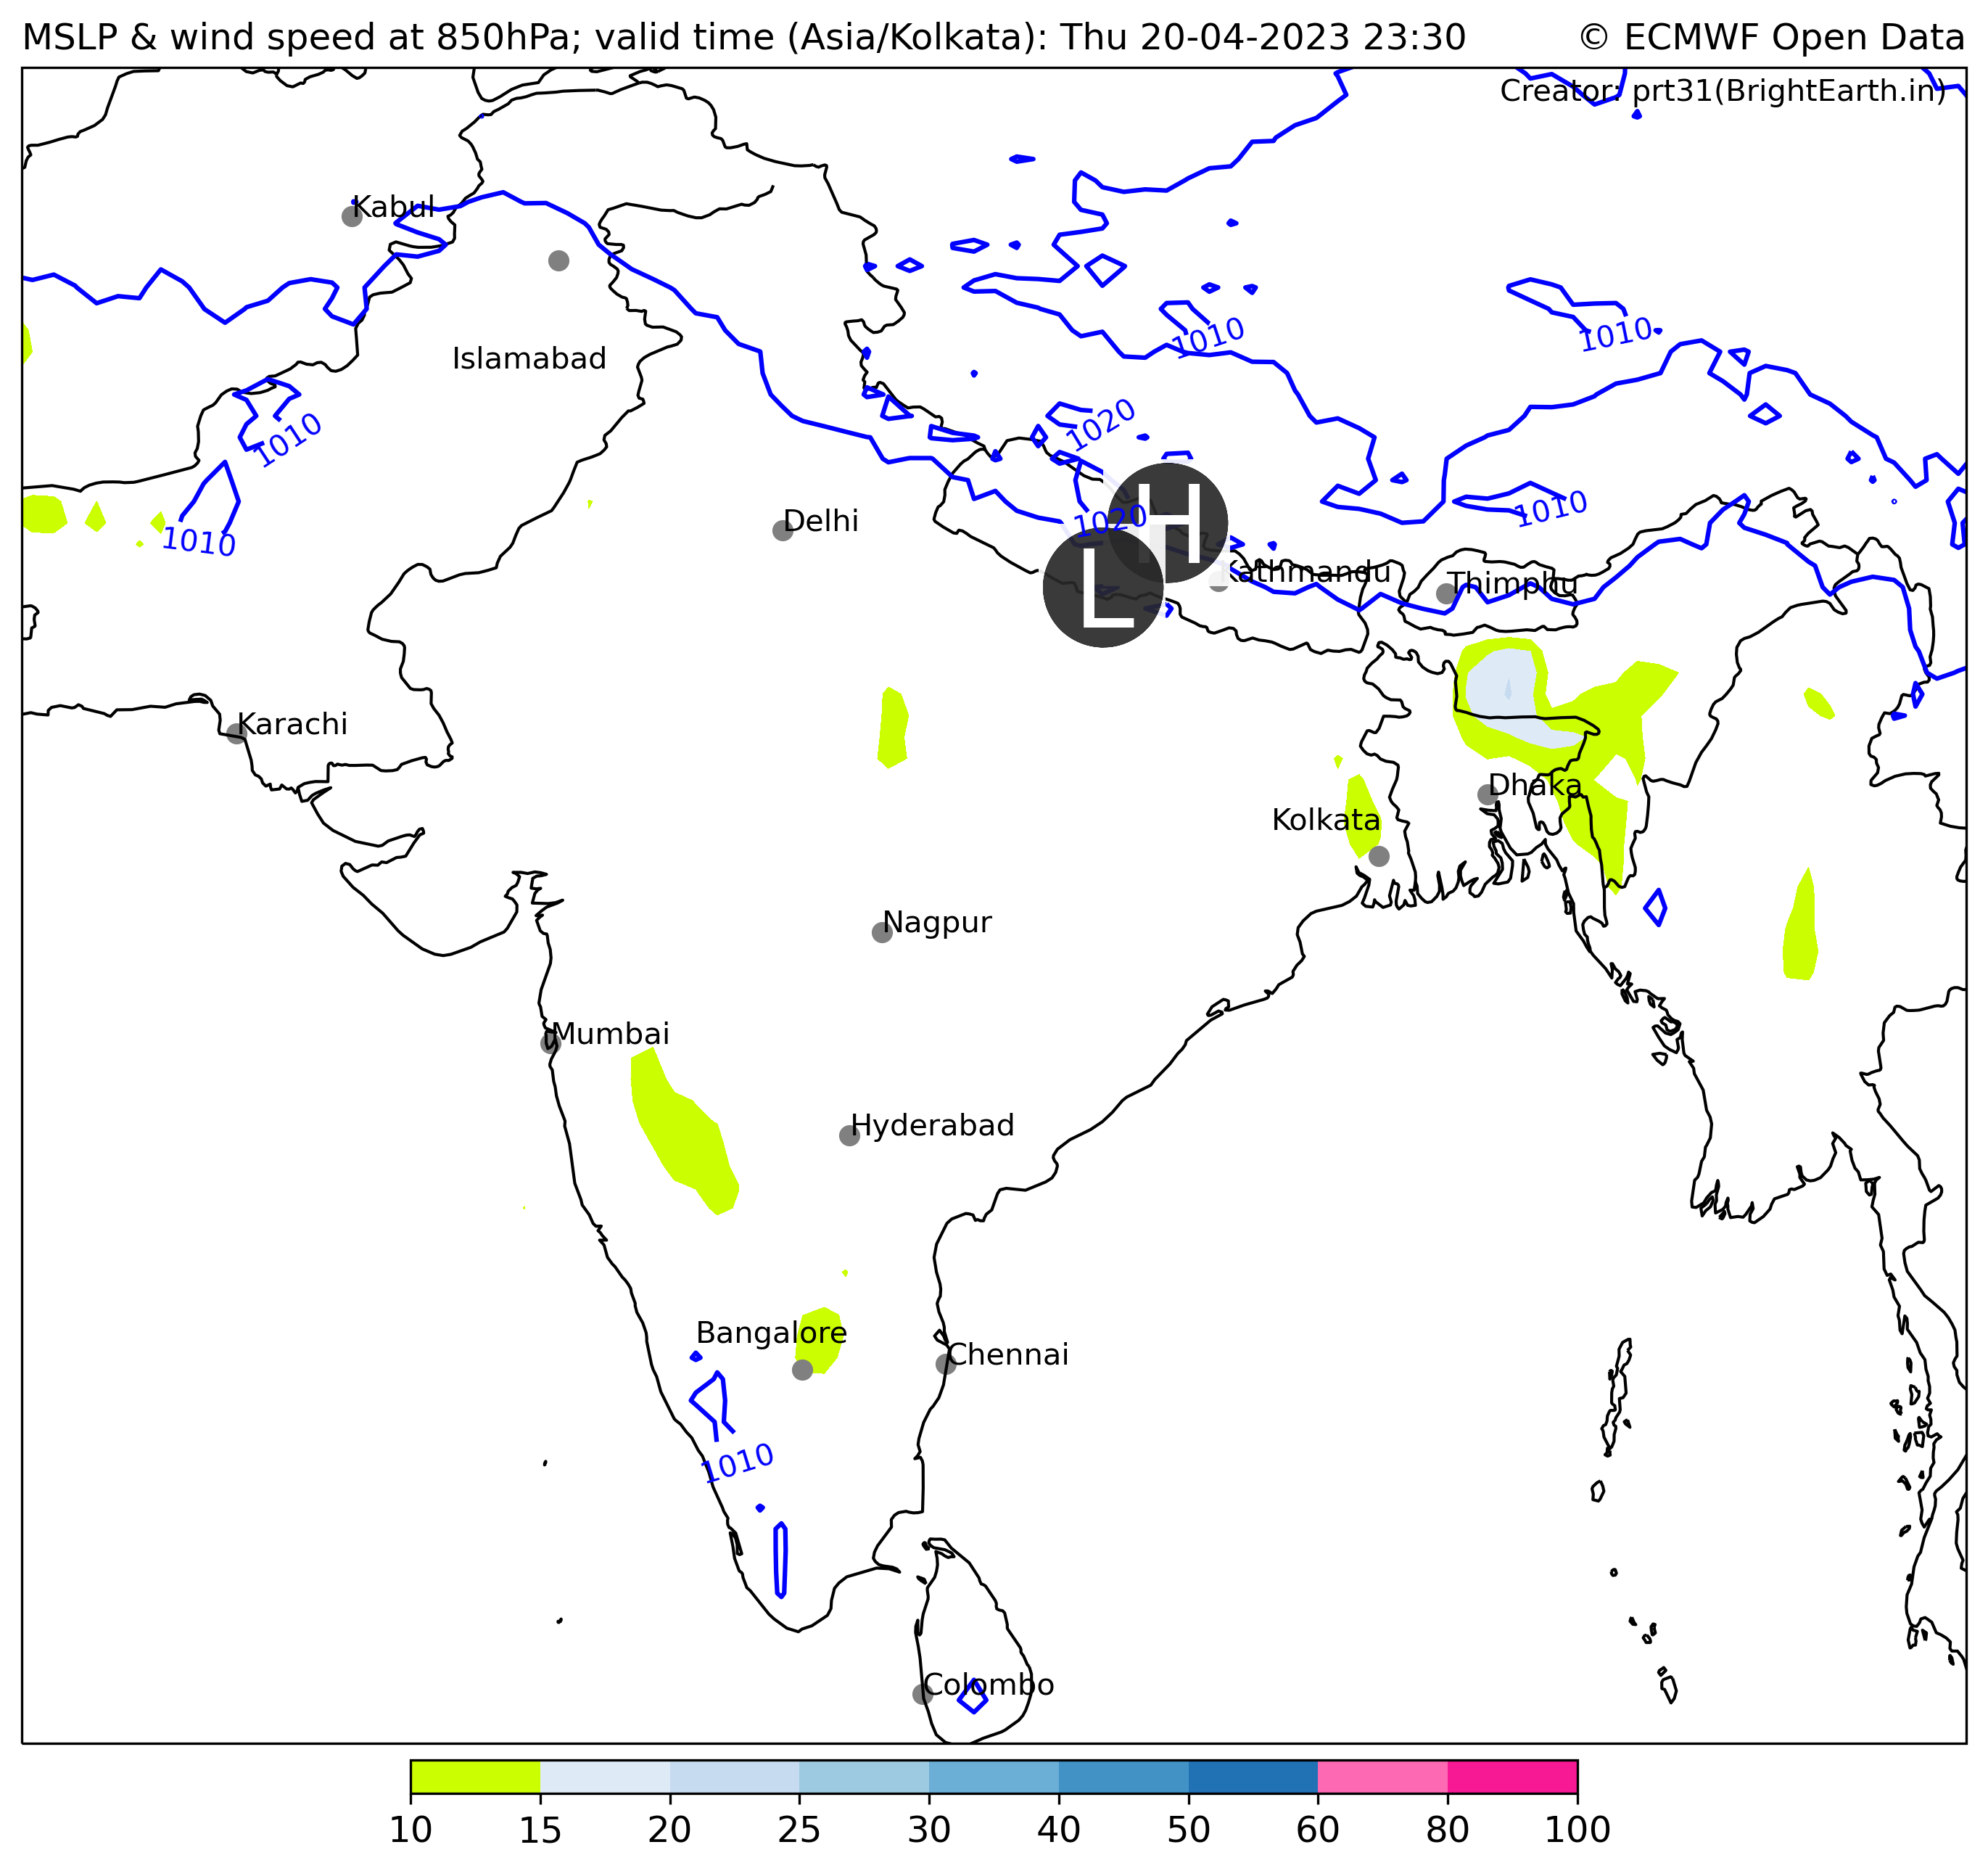 MSLP & wind speed at 850hPa; valid time (Asia/Kolkata): Thu 20-04-2023 23:30
© ECMWF Open Data
Creator: prt31(BrightEarth.in)
Kabul
1010
1010
Islamabad
1020
1010
1010
1010
1020
H
Delhi
L
Kathmandu
Thimphu
Karachi
Dhaka
Kolkata
Nagpur
Mumbai
Hyderabad
Bangalore
Chennai
1010
Colombo
10 15 20 25 30 40 50 60 80 100